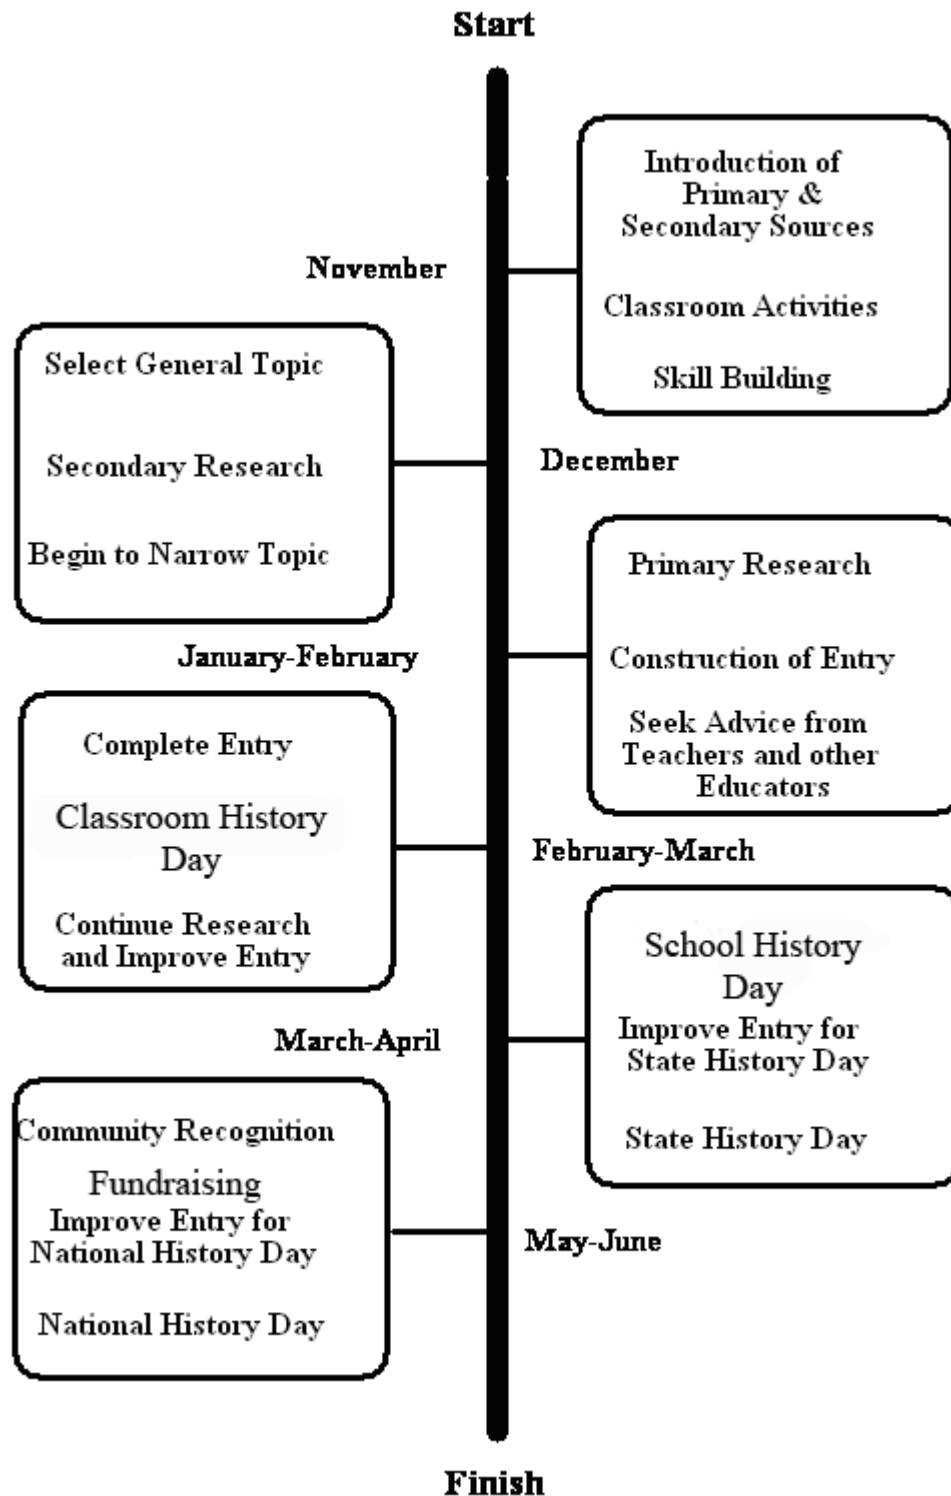 Start
November
Introduction of
Primary &
Secondary Sources
Classroom Activities
Skill Building
December
Select General Topic
Secondary Research
Begin to Narrow Topic
January-February
Primary Research
Construction of Entry
Seek Advice from
Teachers and other
Educators
February-March
Complete Entry
Classroom History
Day
Continue Research
and Improve Entry
March-April
School History
Day
Improve Entry for
State History Day
State History Day
May-June
Community Recognition
Fundraising
Improve Entry for
National History Day
National History Day
Finish